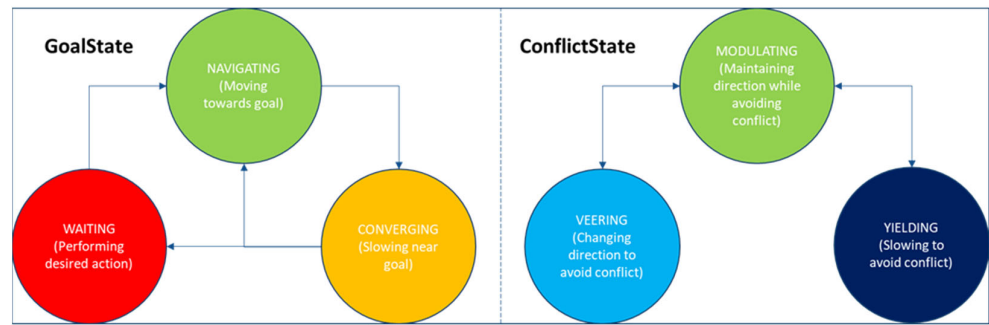 GoalState
NAVIGATING
(Moving
towards goal)
WAITING
(Performing
desired action)
CONVERGING
(Slowing near
goal)
ConflictState
MODULATING
(Maintaining
direction while
avoiding
conflict)
VEERING
(Changing
direction to
avoid conflict)
YIELDING
(Slowing to
avoid conflict)